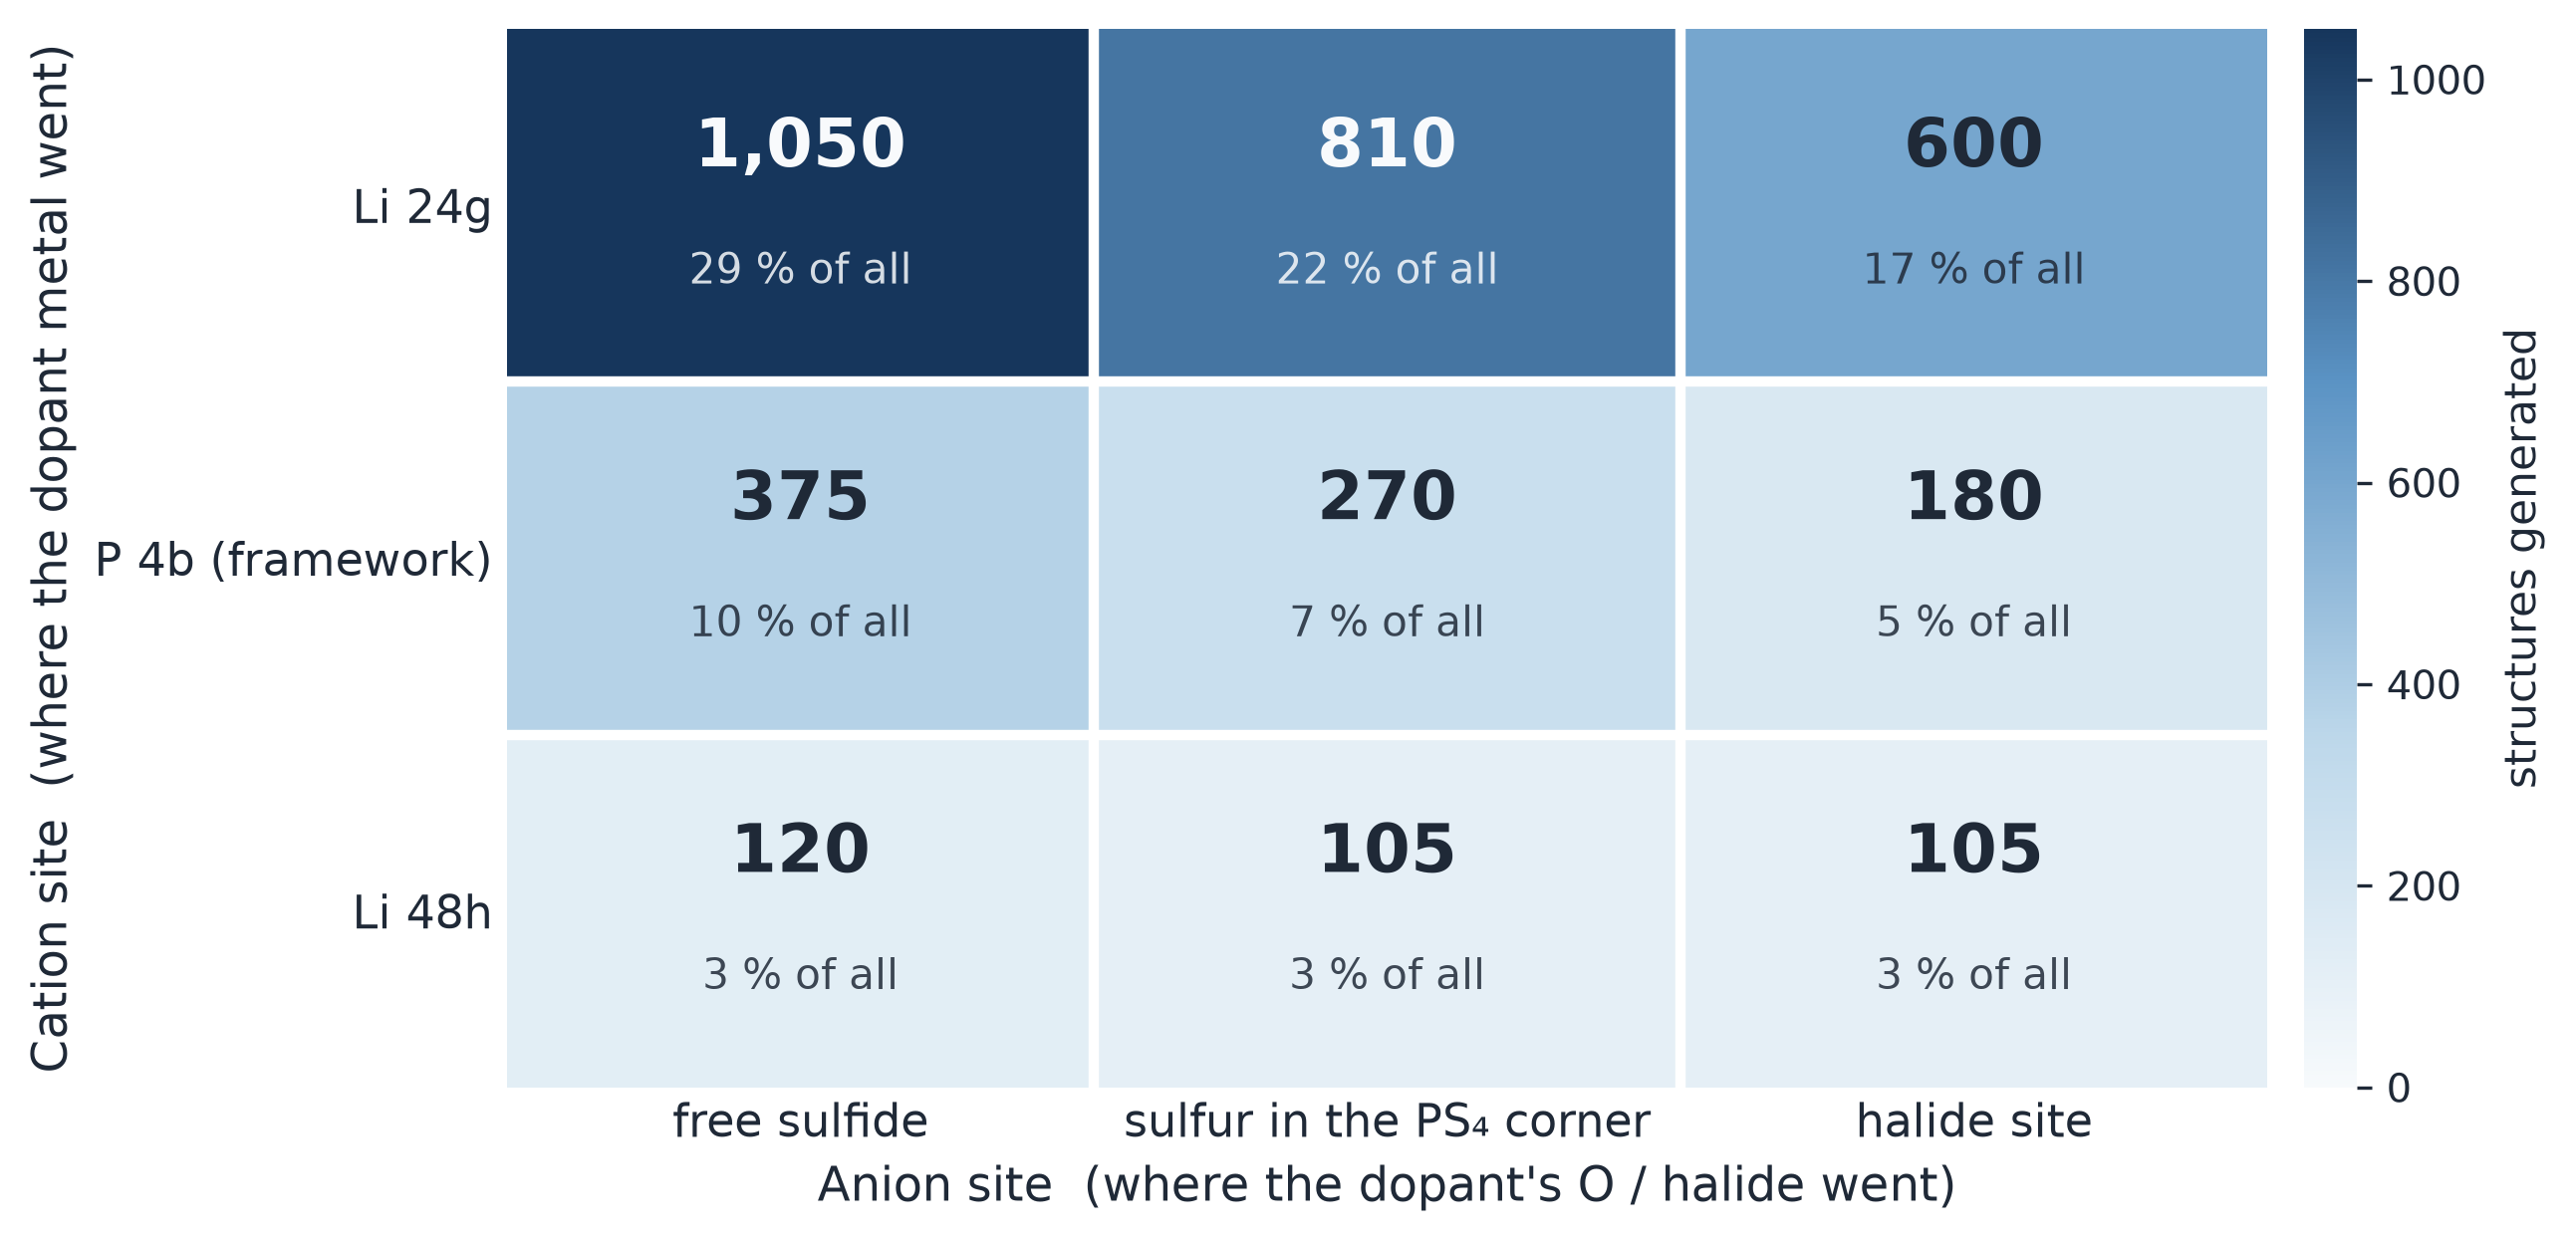 Cation site  (where the dopant metal went)
Li 24g
1,050
29 % of all
810
22 % of all
600
17 % of all
P 4b (framework)
375
10 % of all
270
7 % of all
180
5 % of all
Li 48h
120
3 % of all
105
3 % of all
105
3 % of all
free sulfide
sulfur in the PS₄ corner
halide site
Anion site  (where the dopant's O / halide went)
1000
800
600
400
200
0
structures generated